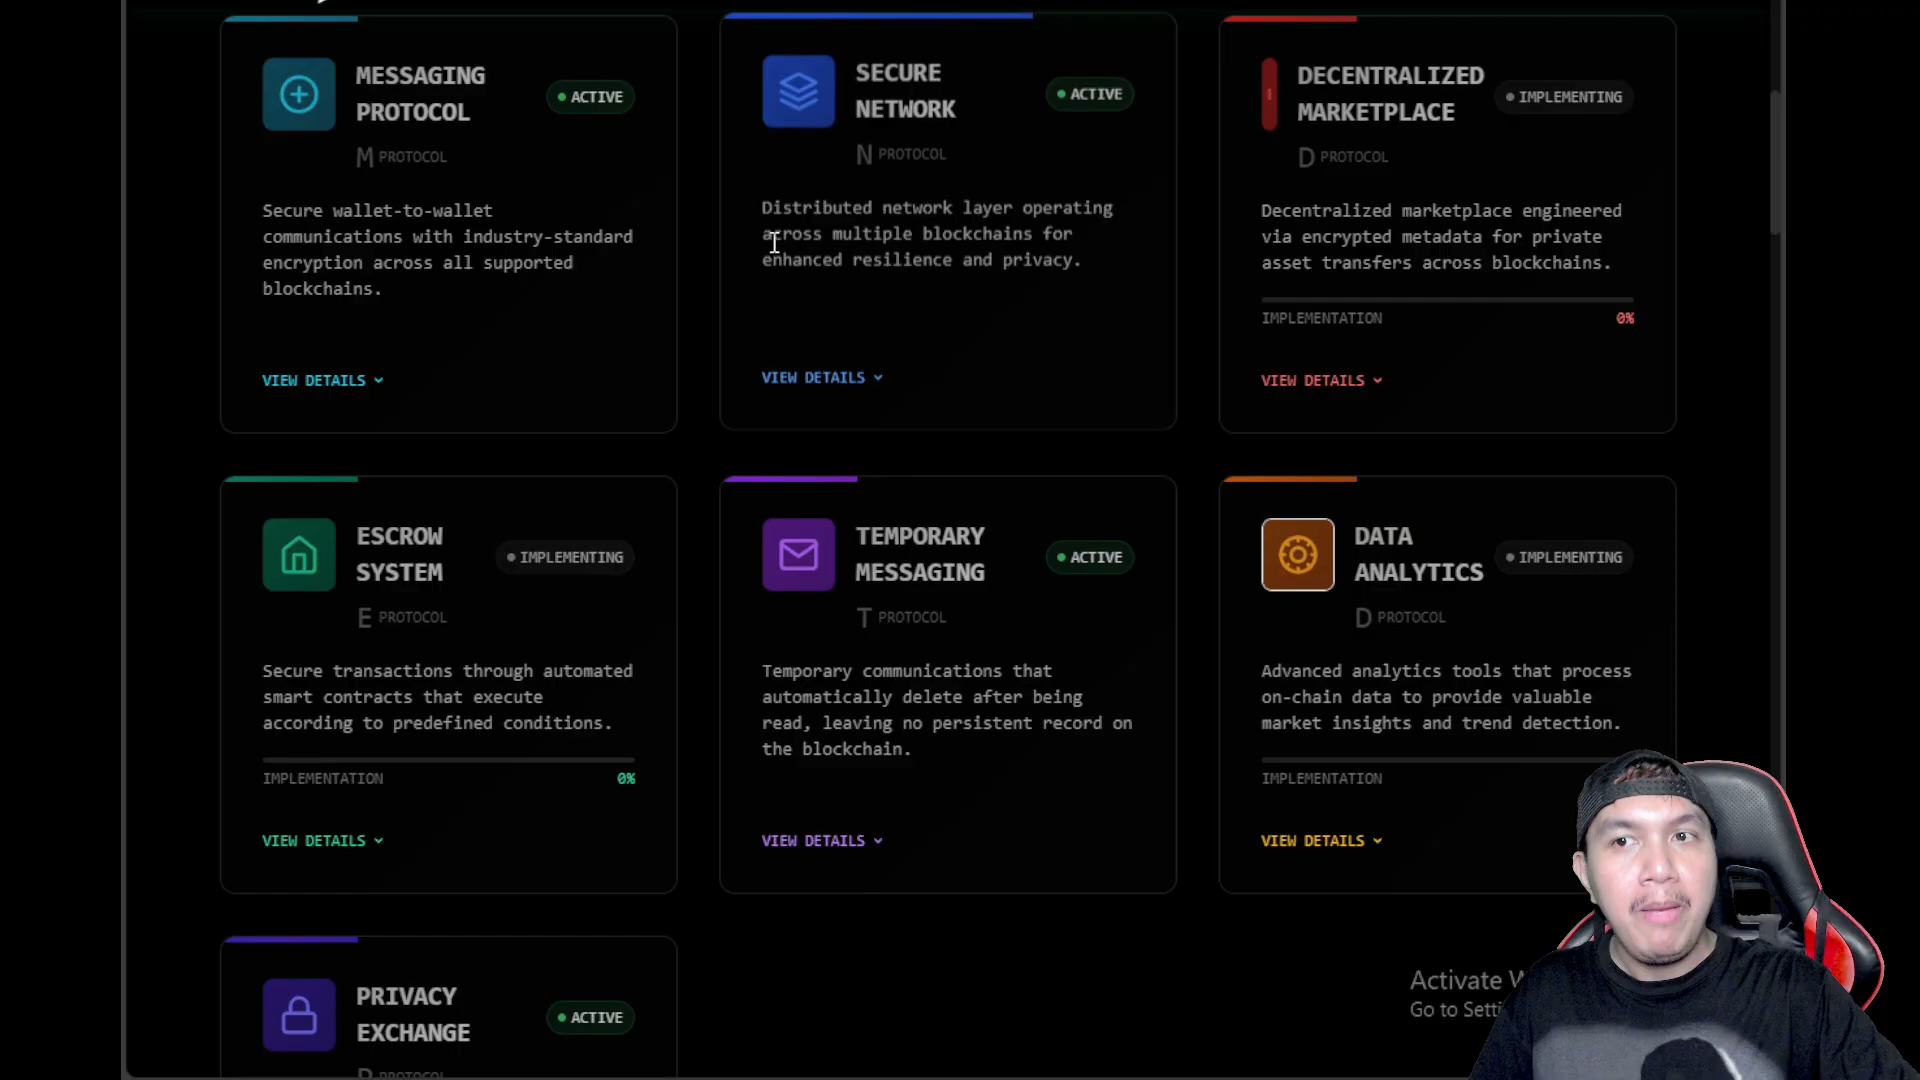 MESSAGING
PROTOCOL
ACTIVE
M PROTOCOL
Secure wallet-to-wallet
communications with industry-standard
encryption across all supported
blockchains.
VIEW DETAILS
SECURE
NETWORK
ACTIVE
N PROTOCOL
Distributed network layer operating
across multiple blockchains for
enhanced resilience and privacy.
VIEW DETAILS
DECENTRALIZED
MARKETPLACE
IMPLEMENTING
D PROTOCOL
Decentralized marketplace engineered
via encrypted metadata for private
asset transfers across blockchains.
IMPLEMENTATION 0%
VIEW DETAILS
ESCROW
SYSTEM
IMPLEMENTING
E PROTOCOL
Secure transactions through automated
smart contracts that execute
according to predefined conditions.
IMPLEMENTATION 0%
VIEW DETAILS
TEMPORARY
MESSAGING
ACTIVE
T PROTOCOL
Temporary communications that
automatically delete after being
read, leaving no persistent record on
the blockchain.
VIEW DETAILS
DATA
ANALYTICS
IMPLEMENTING
D PROTOCOL
Advanced analytics tools that process
on-chain data to provide valuable
market insights and trend detection.
IMPLEMENTATION
VIEW DETAILS
PRIVACY
EXCHANGE
ACTIVE
Activate
Go to